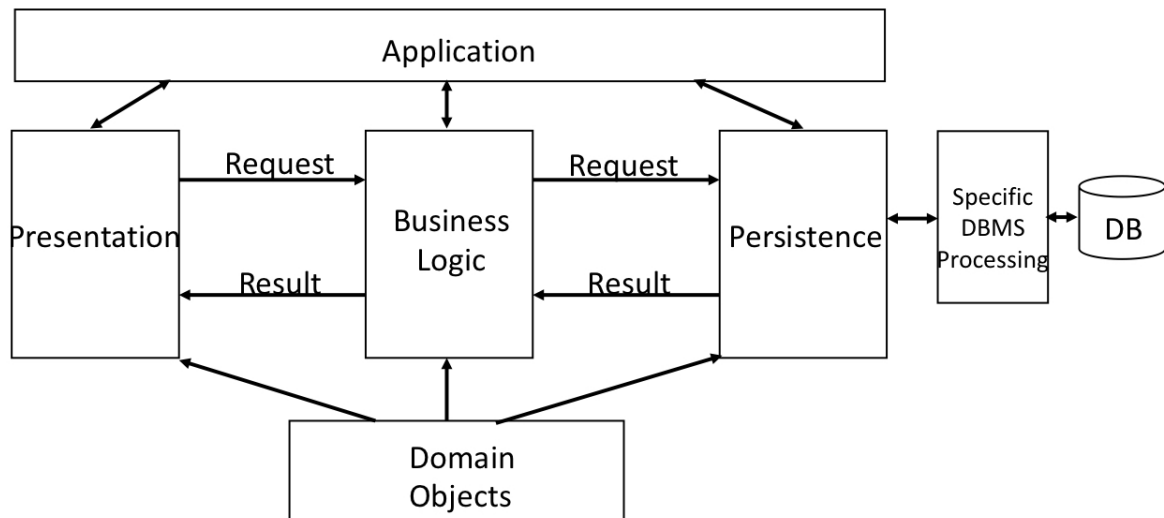 Application
Request
Request
Presentation
Business
Logic
Persistence
Specific
DBMS
Processing
DB
Result
Result
Domain
Objects